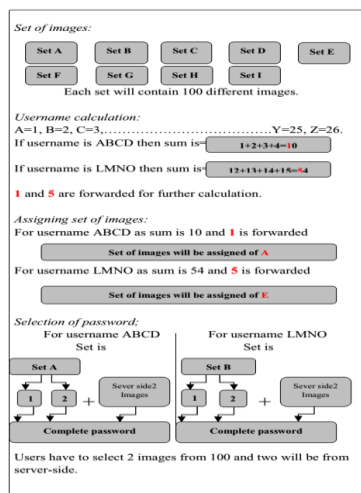 Set of images:
Set A Set B Set C Set D Set E
Set F Set G Set H Set I
Each set will contain 100 different images.
Username calculation:
A=1, B=2, C=3,……………………………Y=25, Z=26.
If username is ABCD then sum is= 1+2+3+4=10
If username is LMNO then sum is= 12+13+14+15=54
1 and 5 are forwarded for further calculation.
Assigning set of images:
For username ABCD as sum is 10 and 1 is forwarded
Set of images will be assigned of A
For username LMNO as sum is 54 and 5 is forwarded
Set of images will be assigned of E
Selection of password;
For username ABCD
Set is
Set A
1 2 + Sever side2
Images
Complete password
For username LMNO
Set is
Set B
1 2 + Sever side2
Images
Complete password
Users have to select 2 images from 100 and two will be from
server-side.